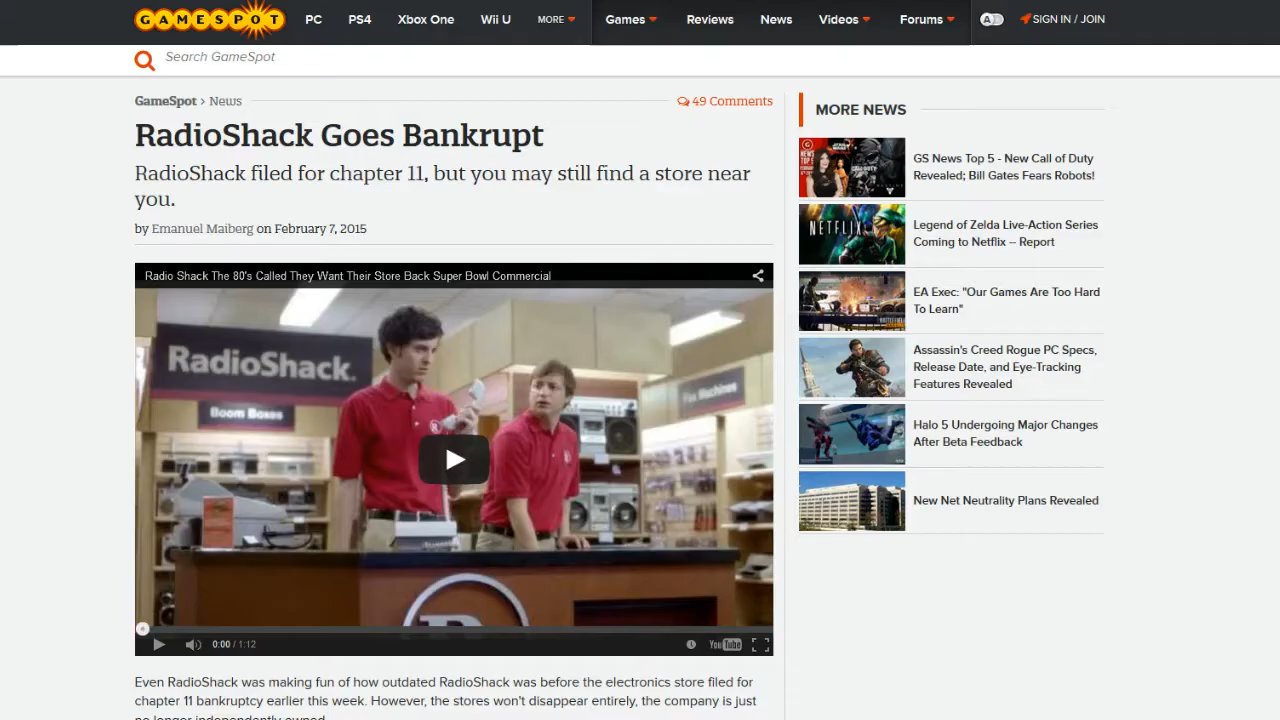 GAMESPOT
PC
PS4
Xbox One
Wii U
MORE
Games
Reviews
News
Videos
Forums
SIGN IN / JOIN
Search GameSpot
GameSpot › News
49 Comments
RadioShack Goes Bankrupt
RadioShack filed for chapter 11, but you may still find a store near
you.
by Emanuel Maiberg on February 7, 2015
Radio Shack The 80's Called They Want Their Store Back Super Bowl Commercial
RadioShack.
Boom Boxes
Fax Machines
0:00 / 1:12
YouTube
Even RadioShack was making fun of how outdated RadioShack was before the electronics store filed for
chapter 11 bankruptcy earlier this week. However, the stores won't disappear entirely, the company is just
no longer independently owned.
MORE NEWS
GS News Top 5 - New Call of Duty
Revealed; Bill Gates Fears Robots!
NETFLIX
Legend of Zelda Live-Action Series
Coming to Netflix -- Report
EA Exec: "Our Games Are Too Hard
To Learn"
Assassin's Creed Rogue PC Specs,
Release Date, and Eye-Tracking
Features Revealed
Halo 5 Undergoing Major Changes
After Beta Feedback
New Net Neutrality Plans Revealed